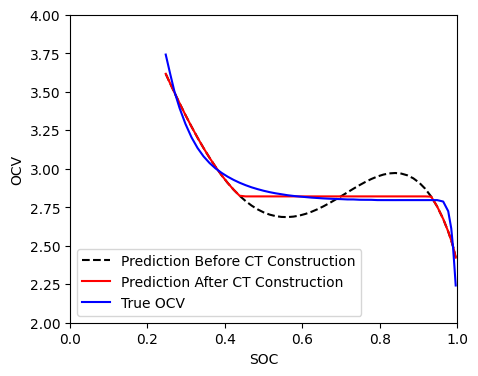 4.00
3.75
3.50
3.25
3.00
2.75
2.50
2.25
2.00
OCV
Prediction Before CT Construction
Prediction After CT Construction
True OCV
0.0 0.2 0.4 0.6 0.8 1.0
SOC